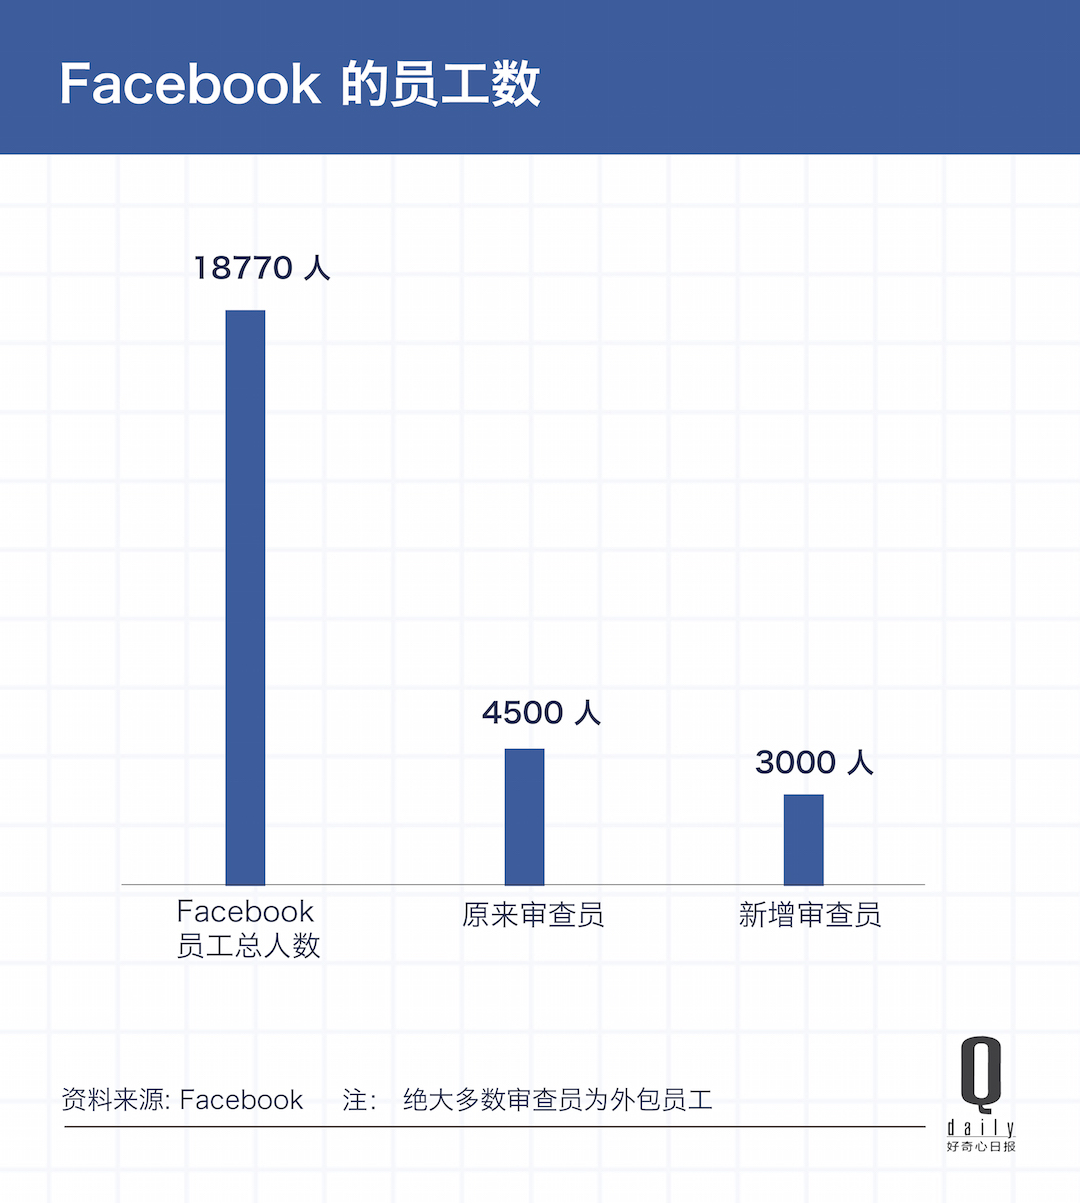 Facebook 的员工数
18770 人
4500 人
3000 人
Facebook
员工总人数
原来审查员
新增审查员
资料来源: Facebook 注： 绝大多数审查员为外包员工
Q
daily
好奇心日报